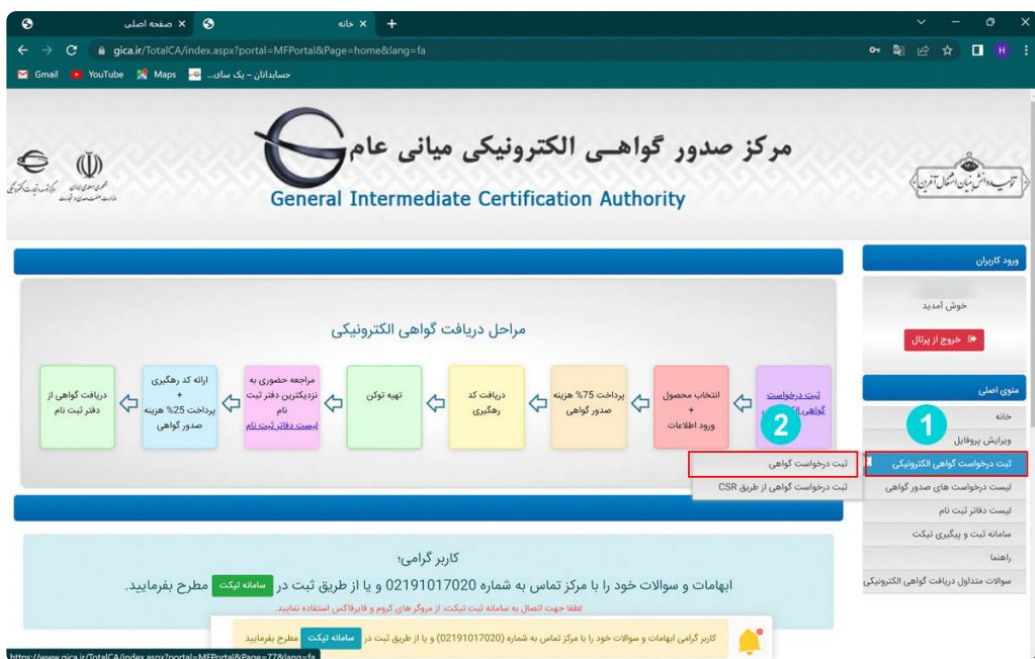 صفحه اصلی
خانه
gica.ir/TotalCA/index.aspx?portal=MFPortal&Page=home&lang=fa
Gmail
YouTube
Maps
حسابدانان – یک سای...
H
مرکز صدور گواهی الکترونیکی میانی عام
General Intermediate Certification Authority
ورود کاربران
خوش آمدید
خروج از پرتال
منوی اصلی
خانه
ویرایش پروفایل
ثبت درخواست گواهی الکترونیکی
لیست درخواست های صدور گواهی
لیست دفاتر ثبت نام
سامانه ثبت و پیگیری تیکت
راهنما
سوالات متداول دریافت گواهی الکترونیکی
1
2
ثبت درخواست گواهی
ثبت درخواست گواهی از طریق CSR
مراحل دریافت گواهی الکترونیکی
ثبت درخواست
گواهی
انتخاب محصول
+
ورود اطلاعات
پرداخت 75% هزینه
صدور گواهی
دریافت کد
رهگیری
تهیه توکن
مراجعه حضوری به
نزدیکترین دفتر ثبت
نام
لیست دفاتر ثبت نام
ارائه کد رهگیری
+
پرداخت 25% هزینه
صدور گواهی
دریافت گواهی از
دفتر ثبت نام
کاربر گرامی؛
ابهامات و سوالات خود را با مرکز تماس به شماره 02191017020 و یا از طریق ثبت در سامانه تیکت مطرح بفرمایید.
لطفا جهت اتصال به سامانه ثبت تیکت، از مروگر های کروم و فایرفاکس استفاده نمایید.
کاربر گرامی ابهامات و سوالات خود را با مرکز تماس به شماره (02191017020) و یا از طریق ثبت در سامانه تیکت مطرح بفرمایید
https://www.gica.ir/TotalCA/index.aspx?portal=MFPortal&Page=77&lang=fa